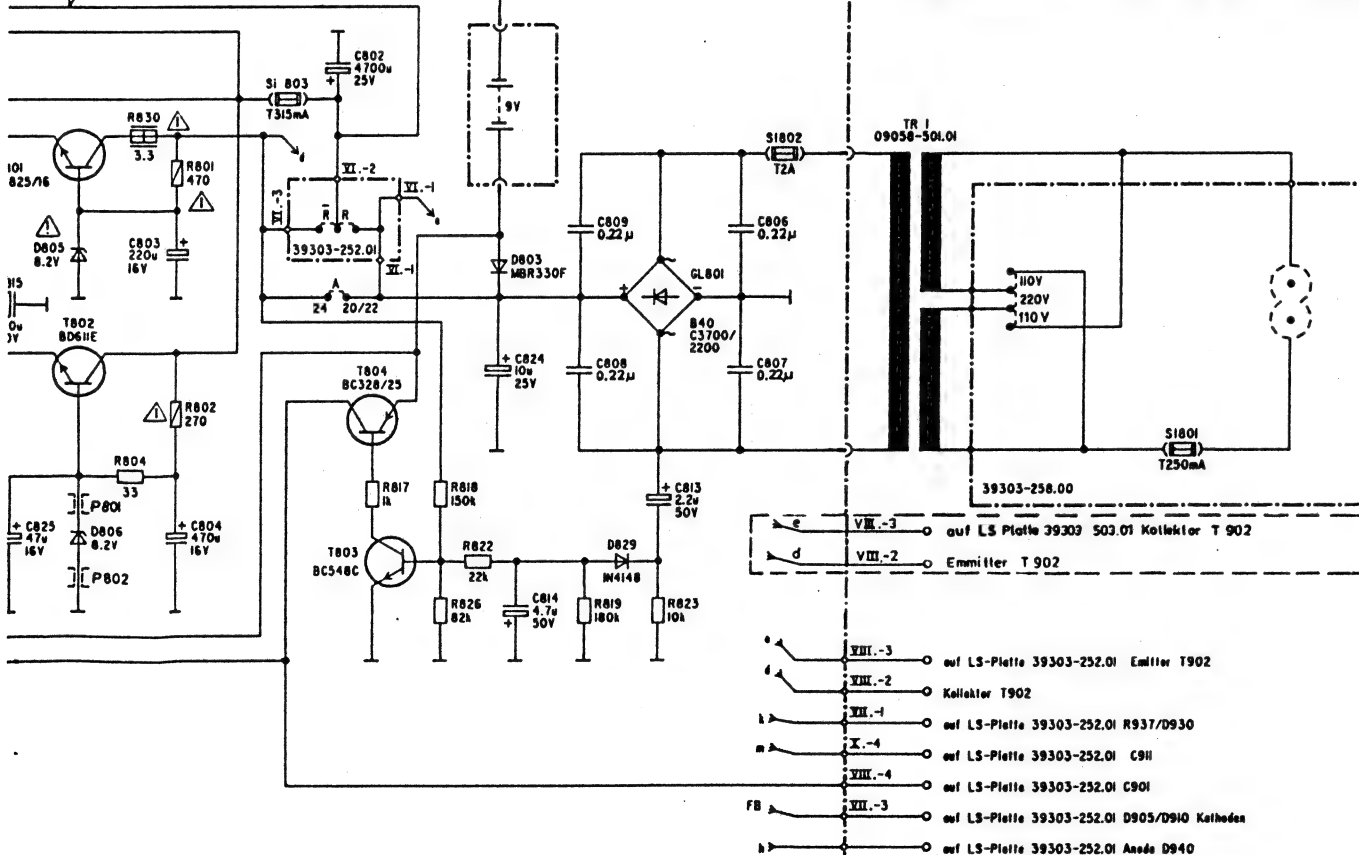 C802
4700u
25V
+
Si 803
T315mA
9V
R830
3.3
d
R801
470
825/16
VI.-2
VI.-3
VI.-1
R R
e
39303-252.01
VI.-1
D805
8.2V
C803
220u
16V
+
A
24 20/22
D803
MBR330F
C809
0.22µ
C806
0.22µ
S1802
T2A
TR 1
09058-501.01
GL801
+ −
B40
C3700/
2200
C808
0.22µ
C807
0.22µ
110V
220V
110V
S1801
T250mA
39303-258.00
T802
BD611E
R802
270
R804
33
P801
D806
8.2V
P802
C825
47u
16V
C804
470u
16V
T804
BC328/25
C824
10u
25V
R817
1k
R818
150k
T803
BC548C
R822
22k
R826
82k
C814
4.7u
50V
R819
180k
D829
1N4148
C813
2.2u
50V
R823
10k
e VIII.-3 auf LS Platte 39303 503.01 Kollektor T 902
d VIII.-2 Emmitter T 902
e VIII.-3 auf LS-Platte 39303-252.01 Emitter T902
d VIII.-2 Kollektor T902
k VII.-1 auf LS-Platte 39303-252.01 R937/D930
m X.-4 auf LS-Platte 39303-252.01 C911
VIII.-4 auf LS-Platte 39303-252.01 C901
FB VII.-3 auf LS-Platte 39303-252.01 D905/D910 Kathoden
h auf LS-Platte 39303-252.01 Anode D940